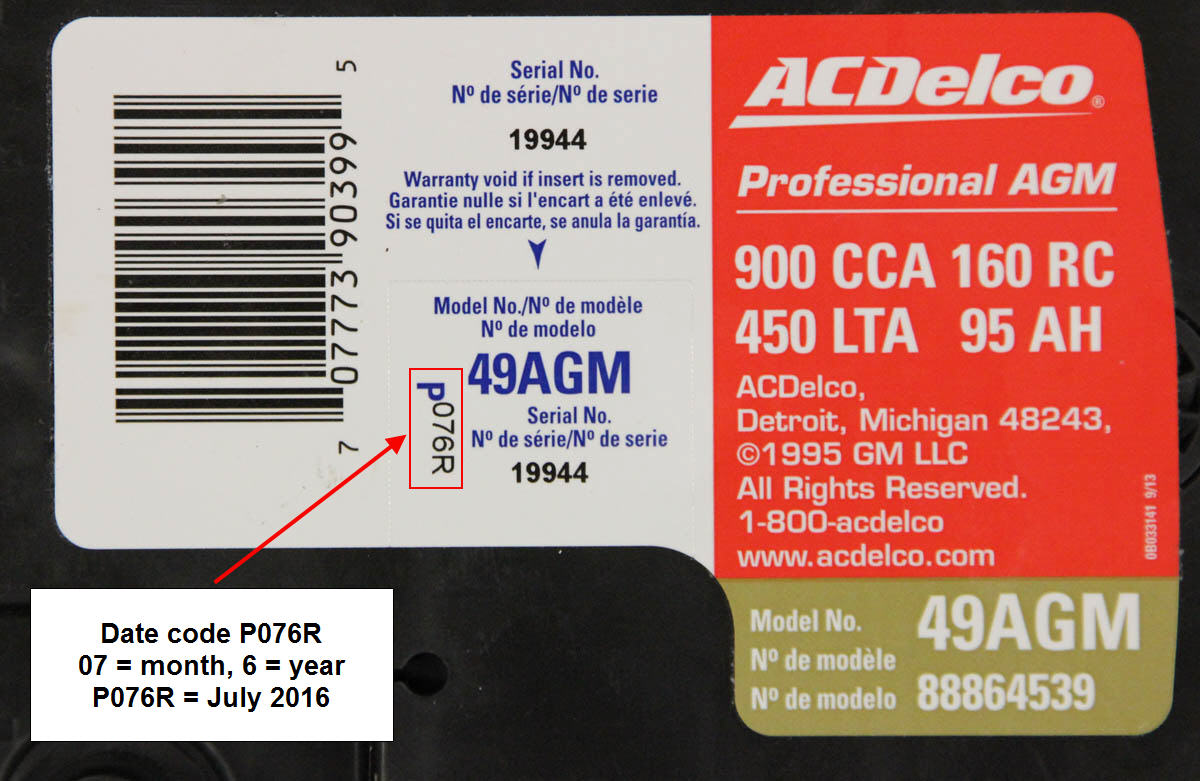 5
07773 90399
7
Serial No.
Nº de série/Nº de serie
19944
Warranty void if insert is removed.
Garantie nulle si l'encart a été enlevé.
Si se quita el encarte, se anula la garantía.
Model No./Nº de modèle
Nº de modelo
49AGM
P076R
Serial No.
Nº de série/Nº de serie
19944
ACDelco®
Professional AGM
900 CCA 160 RC
450 LTA 95 AH
ACDelco,
Detroit, Michigan 48243,
©1995 GM LLC
All Rights Reserved.
1-800-acdelco
www.acdelco.com
0B033141 9/13
Model No. 49AGM
Nº de modèle
Nº de modelo 88864539
Date code P076R
07 = month, 6 = year
P076R = July 2016